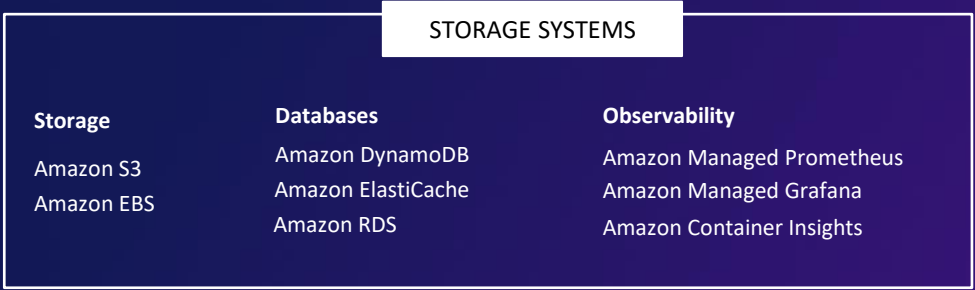 STORAGE SYSTEMS
Storage
Amazon S3
Amazon EBS
Databases
Amazon DynamoDB
Amazon ElastiCache
Amazon RDS
Observability
Amazon Managed Prometheus
Amazon Managed Grafana
Amazon Container Insights